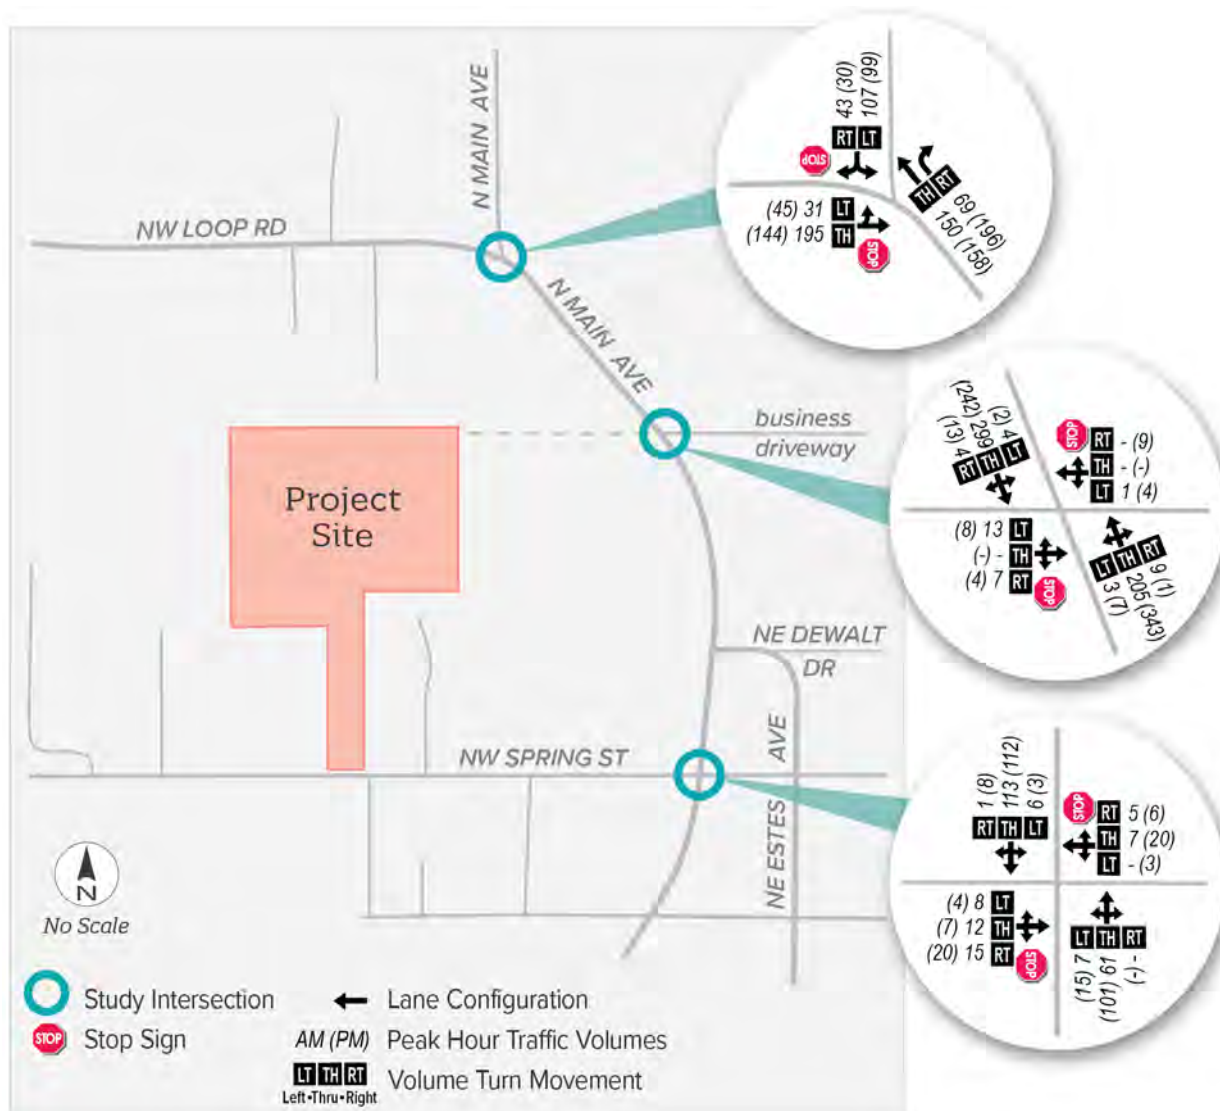 N MAIN AVE
NW LOOP RD
N MAIN AVE
business
driveway
Project
Site
NE DEWALT
DR
NW SPRING ST
NE ESTES AVE
N
No Scale
Study Intersection
STOP Stop Sign
Lane Configuration
AM (PM) Peak Hour Traffic Volumes
LT TH RT Volume Turn Movement
Left•Thru•Right
43 (30)
107 (99)
RT LT
STOP
(45) 31 LT
(144) 195 TH
STOP
TH RT
69 (196)
150 (158)
(242) 299
(2) 4
(13) 4
RT TH LT
STOP
RT - (9)
TH - (-)
LT 1 (4)
(8) 13 LT
(-) - TH
(4) 7 RT
STOP
LT TH RT
9 (1)
205 (343)
3 (7)
1 (8)
113 (112)
6 (3)
RT TH LT
STOP
RT 5 (6)
TH 7 (20)
LT - (3)
(4) 8 LT
(7) 12 TH
(20) 15 RT
STOP
LT TH RT
(15) 7
(101) 61
(-) -